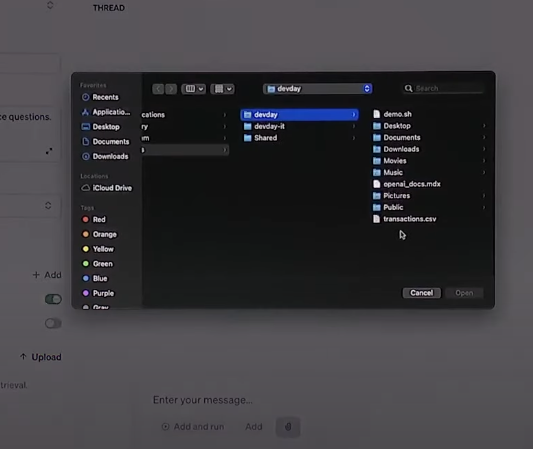 THREAD
ce questions.
+ Add
↑ Upload
trieval.
Favorites
Recents
Applicatio...
Desktop
Documents
Downloads
Locations
iCloud Drive
Tags
Red
Orange
Yellow
Green
Blue
Purple
Gray
devday
Search
cations
ry
m
s
devday
devday-it
Shared
demo.sh
Desktop
Documents
Downloads
Movies
Music
openai_docs.mdx
Pictures
Public
transactions.csv
Cancel
Open
Enter your message...
Add and run
Add